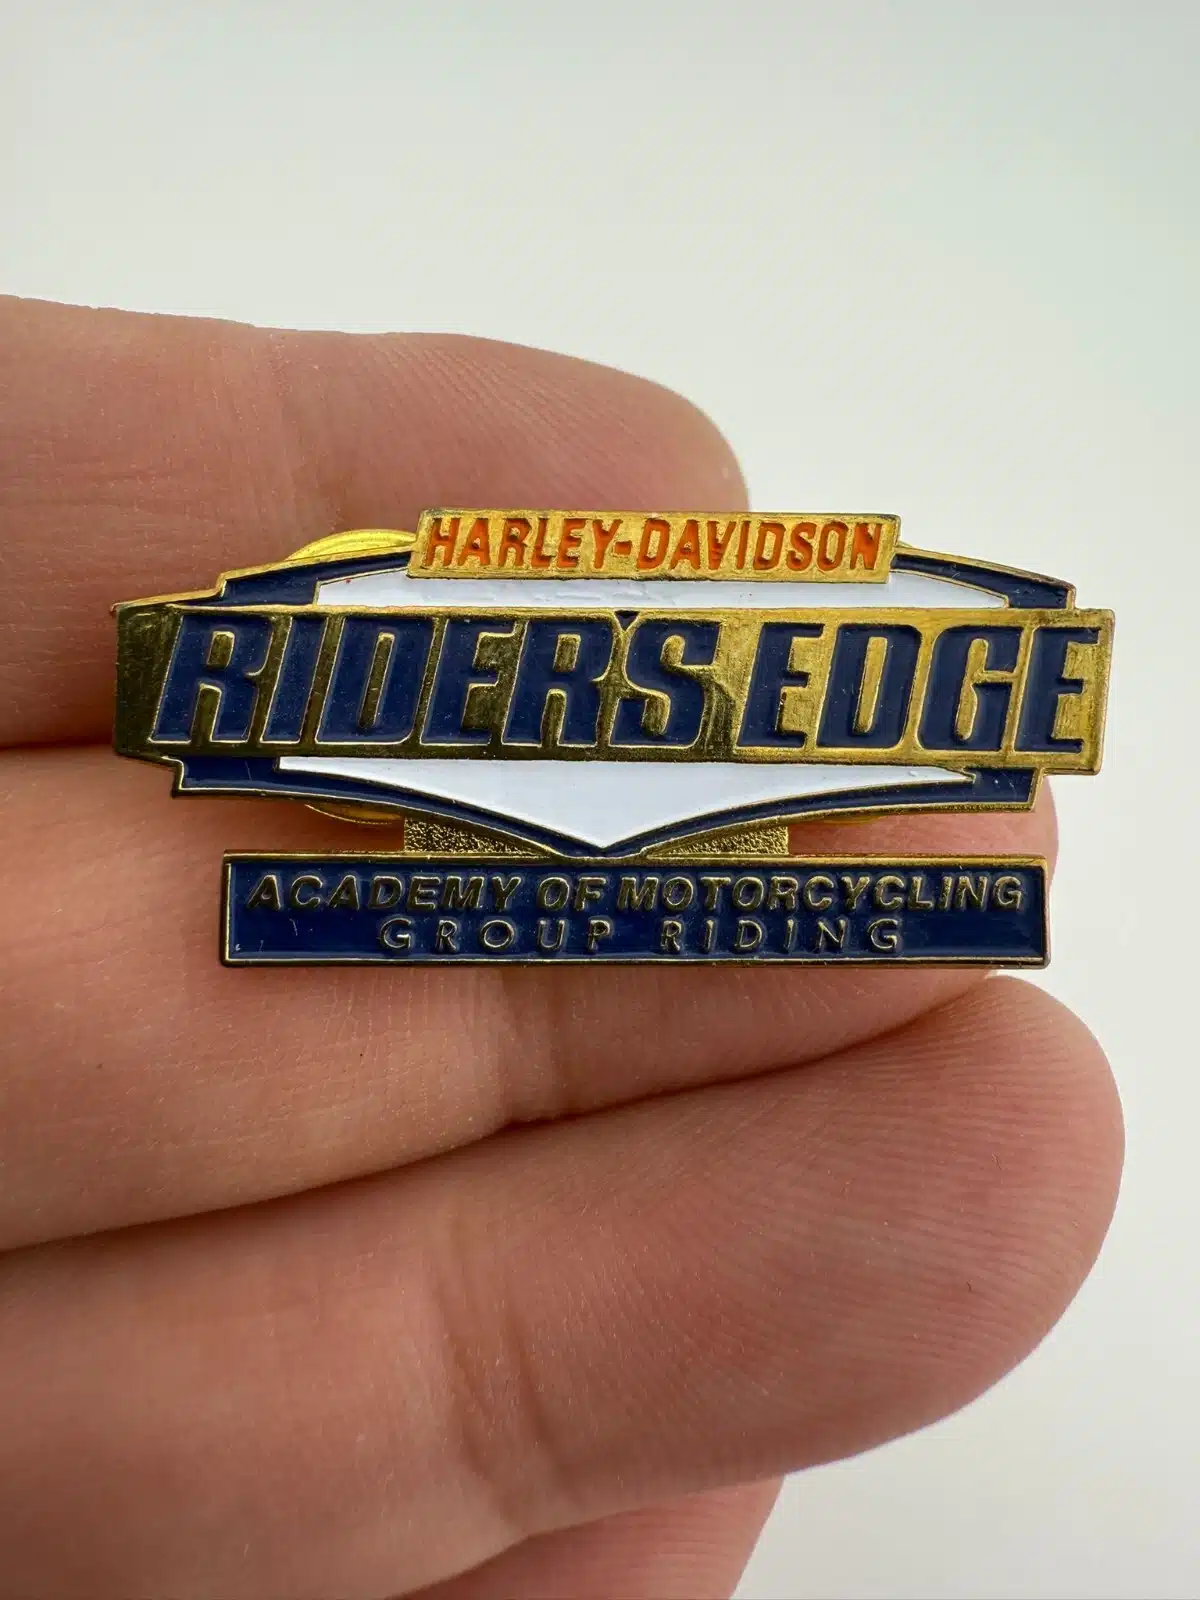 HARLEY-DAVIDSON
RIDER'S EDGE
ACADEMY OF MOTORCYCLING
GROUP RIDING